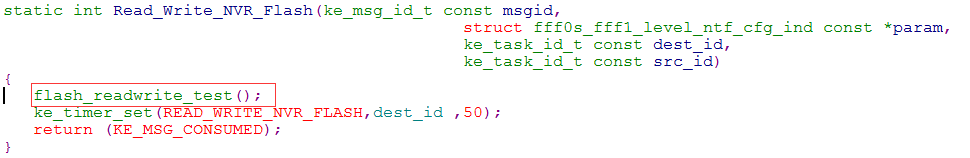 static int Read_Write_NVR_Flash(ke_msg_id_t const msgid,
struct fff0s_fff1_level_ntf_cfg_ind const *param,
ke_task_id_t const dest_id,
ke_task_id_t const src_id)
{
flash_readwrite_test();
ke_timer_set(READ_WRITE_NVR_FLASH,dest_id ,50);
return (KE_MSG_CONSUMED);
}